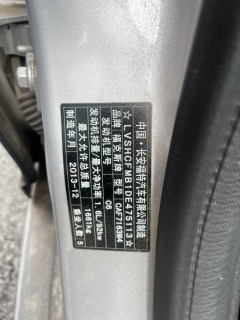 中国·长安福特汽车有限公司制造
☆LVSHCFMB1DE475113☆
品牌 福克斯牌 型号 CAF7163M4
发动机型号 C6
发动机排量/最大净功率 1.6L/92kw
最大允许总质量 1661kg
制造年月 2013-12 乘坐人数 5